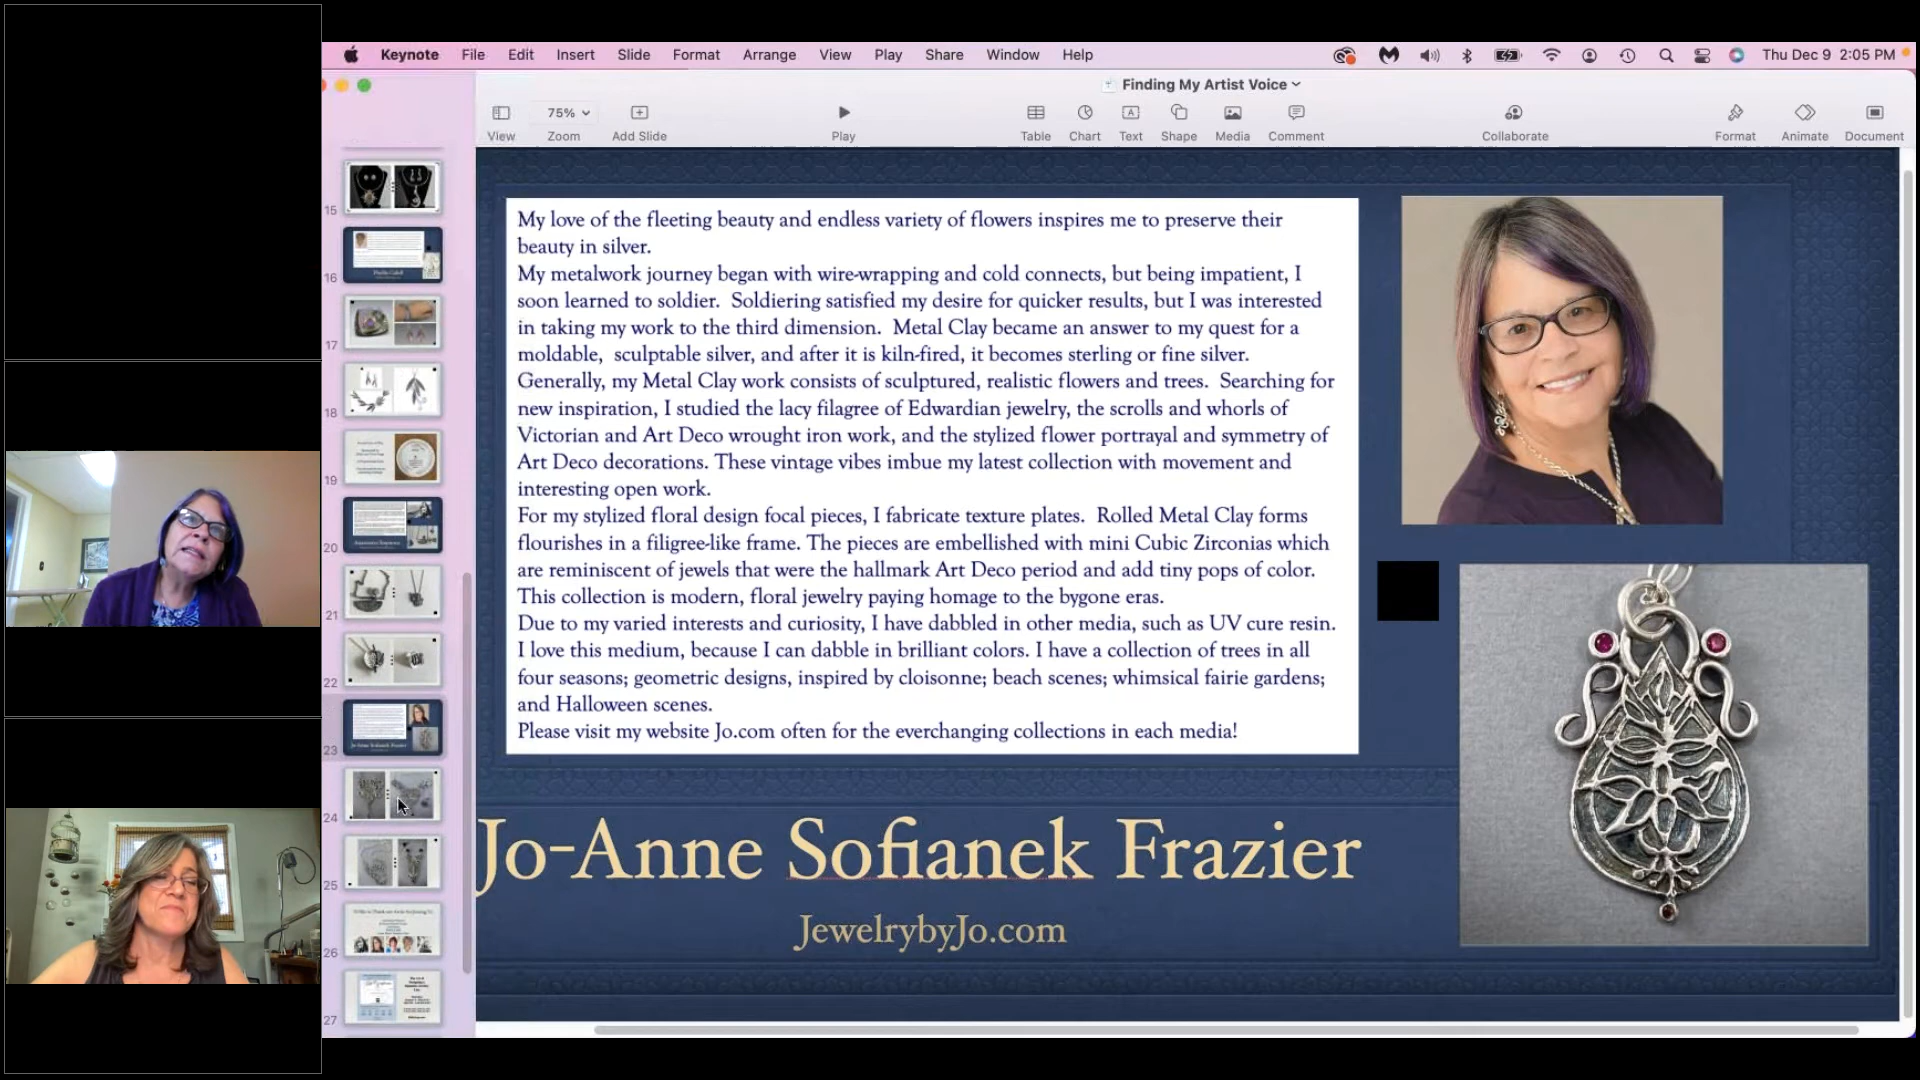 Keynote File Edit Insert Slide Format Arrange View Play Share Window Help
Thu Dec 9 2:05 PM
Finding My Artist Voice
75%
View Zoom Add Slide Play Table Chart Text Shape Media Comment Collaborate Format Animate Document
15
16
17
18
19
20
21
22
23
24
25
26
27
My love of the fleeting beauty and endless variety of flowers inspires me to preserve their
beauty in silver.
My metalwork journey began with wire-wrapping and cold connects, but being impatient, I
soon learned to soldier. Soldiering satisfied my desire for quicker results, but I was interested
in taking my work to the third dimension. Metal Clay became an answer to my quest for a
moldable, sculptable silver, and after it is kiln-fired, it becomes sterling or fine silver.
Generally, my Metal Clay work consists of sculptured, realistic flowers and trees. Searching for
new inspiration, I studied the lacy filagree of Edwardian jewelry, the scrolls and whorls of
Victorian and Art Deco wrought iron work, and the stylized flower portrayal and symmetry of
Art Deco decorations. These vintage vibes imbue my latest collection with movement and
interesting open work.
For my stylized floral design focal pieces, I fabricate texture plates. Rolled Metal Clay forms
flourishes in a filigree-like frame. The pieces are embellished with mini Cubic Zirconias which
are reminiscent of jewels that were the hallmark Art Deco period and add tiny pops of color.
This collection is modern, floral jewelry paying homage to the bygone eras.
Due to my varied interests and curiosity, I have dabbled in other media, such as UV cure resin.
I love this medium, because I can dabble in brilliant colors. I have a collection of trees in all
four seasons; geometric designs, inspired by cloisonne; beach scenes; whimsical fairie gardens;
and Halloween scenes.
Please visit my website Jo.com often for the everchanging collections in each media!
Jo-Anne Sofianek Frazier
JewelrybyJo.com